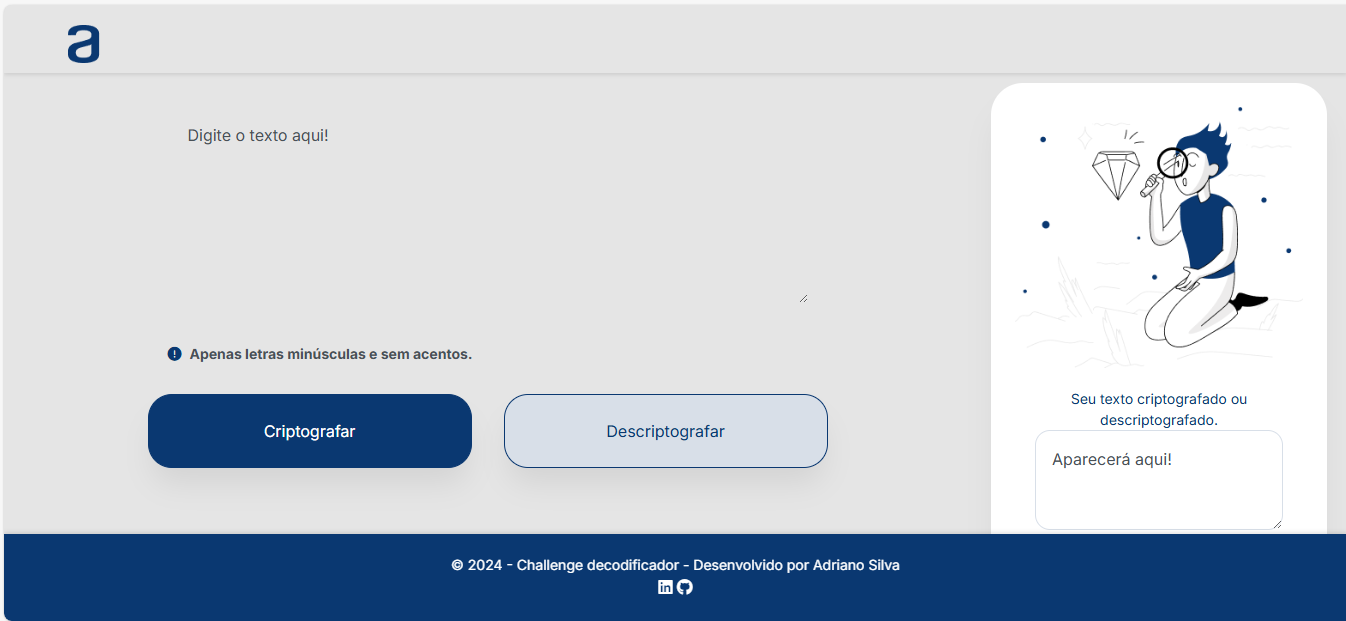 a
Digite o texto aqui!
Apenas letras minúsculas e sem acentos.
Criptografar
Descriptografar
Seu texto criptografado ou
descriptografado.
Aparecerá aqui!
© 2024 - Challenge decodificador - Desenvolvido por Adriano Silva
in